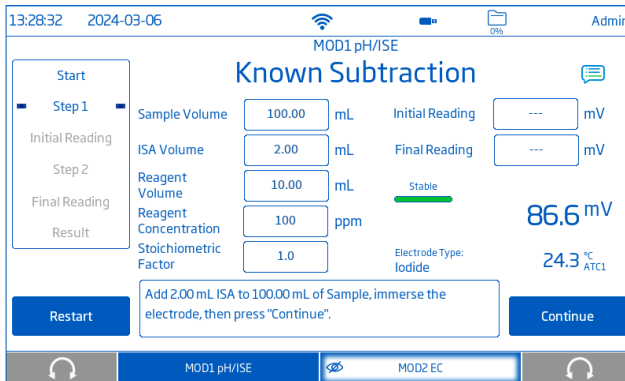 13:28:32 2024-03-06 0% Admin
MOD1 pH/ISE
Known Subtraction
Start
Step 1
Initial Reading
Step 2
Final Reading
Result
Sample Volume 100.00 mL Initial Reading --- mV
ISA Volume 2.00 mL Final Reading --- mV
Reagent
Volume 10.00 mL Stable
86.6 mV
Reagent
Concentration 100 ppm
Stoichiometric
Factor 1.0
Electrode Type:
Iodide
24.3 °C
ATC1
Add 2.00 mL ISA to 100.00 mL of Sample, immerse the
electrode, then press "Continue".
Restart
Continue
MOD1 pH/ISE MOD2 EC